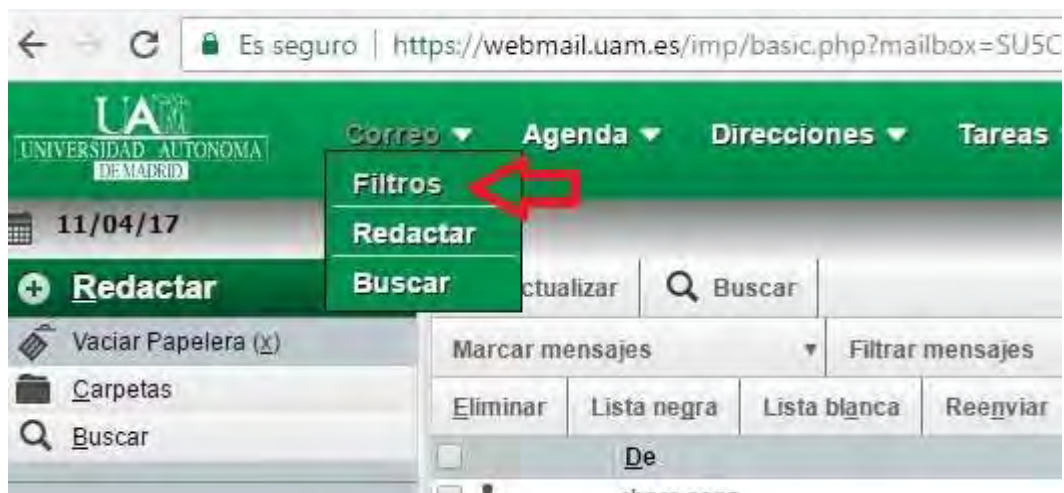 Es seguro | https://webmail.uam.es/imp/basic.php?mailbox=SU5C
UAM
UNIVERSIDAD AUTONOMA
DE MADRID
Correo Agenda Direcciones Tareas
Filtros
Redactar
Buscar
11/04/17
Redactar
Vaciar Papelera (x)
Carpetas
Buscar
ctualizar Buscar
Marcar mensajes Filtrar mensajes
Eliminar Lista negra Lista blanca Reenviar
De